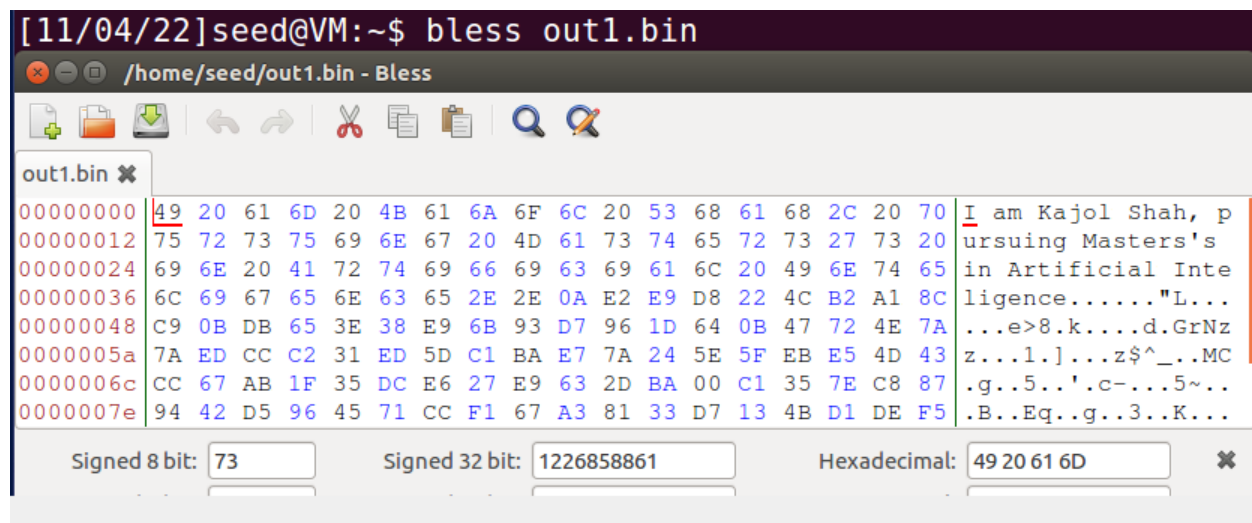 [11/04/22]seed@VM:~$ bless out1.bin
/home/seed/out1.bin - Bless
out1.bin
00000000 49 20 61 6D 20 4B 61 6A 6F 6C 20 53 68 61 68 2C 20 70 I am Kajol Shah, p
00000012 75 72 73 75 69 6E 67 20 4D 61 73 74 65 72 73 27 73 20 ursuing Masters's
00000024 69 6E 20 41 72 74 69 66 69 63 69 61 6C 20 49 6E 74 65 in Artificial Inte
00000036 6C 69 67 65 6E 63 65 2E 2E 0A E2 E9 D8 22 4C B2 A1 8C ligence......"L...
00000048 C9 0B DB 65 3E 38 E9 6B 93 D7 96 1D 64 0B 47 72 4E 7A ...e>8.k....d.GrNz
0000005a 7A ED CC C2 31 ED 5D C1 BA E7 7A 24 5E 5F EB E5 4D 43 z...1.]...z$^_..MC
0000006c CC 67 AB 1F 35 DC E6 27 E9 63 2D BA 00 C1 35 7E C8 87 .g..5..'.c-...5~..
0000007e 94 42 D5 96 45 71 CC F1 67 A3 81 33 D7 13 4B D1 DE F5 .B..Eq..g..3..K...
Signed 8 bit: 73 Signed 32 bit: 1226858861 Hexadecimal: 49 20 61 6D